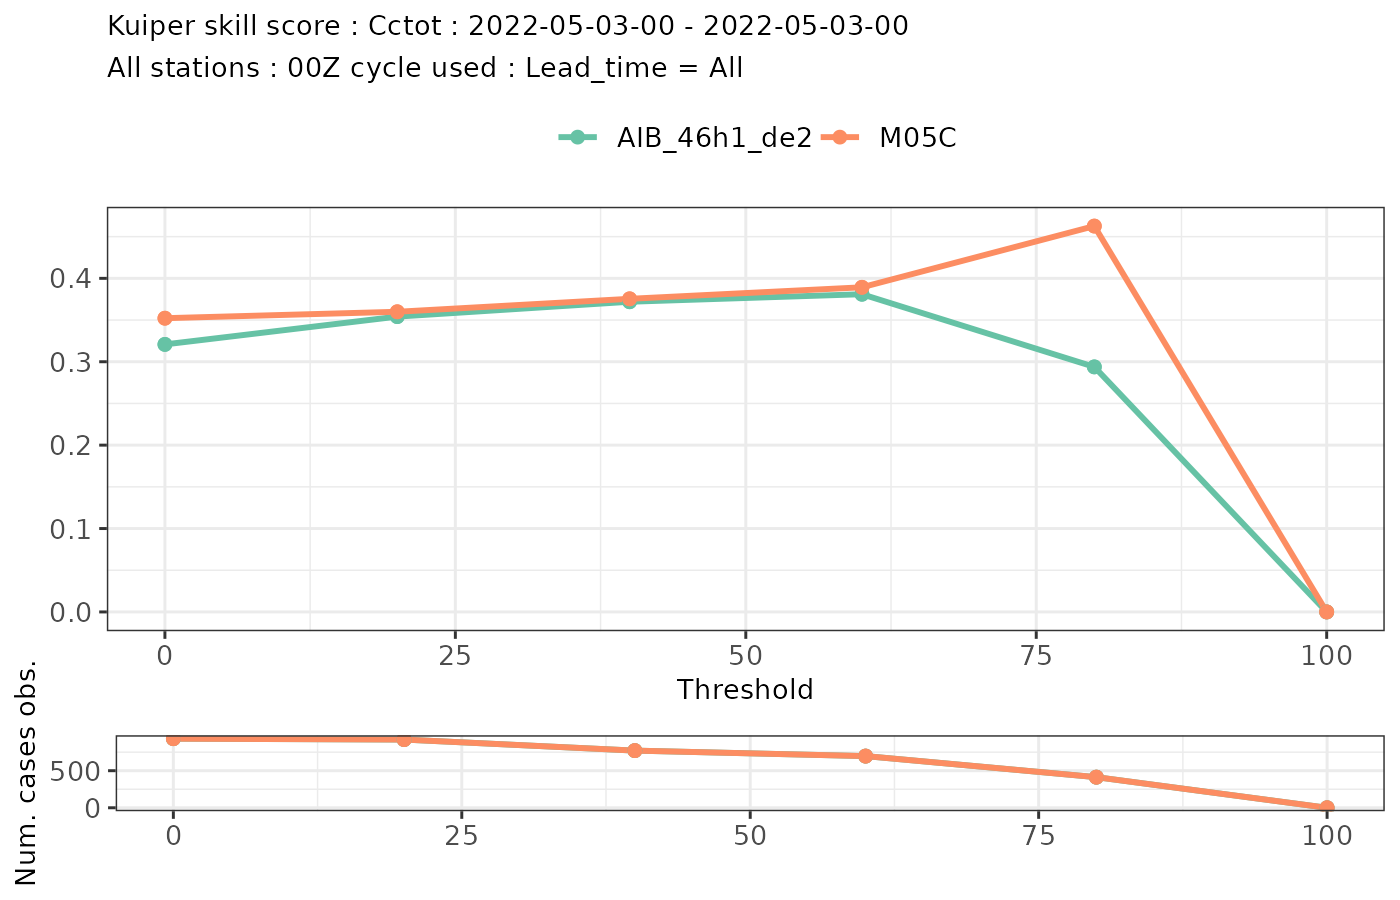 Kuiper skill score : Cctot : 2022-05-03-00 - 2022-05-03-00
All stations : 00Z cycle used : Lead_time = All
AIB_46h1_de2 M05C
0.4
0.3
0.2
0.1
0.0
0 25 50 75 100
Threshold
Num. cases obs.
500
0
0 25 50 75 100